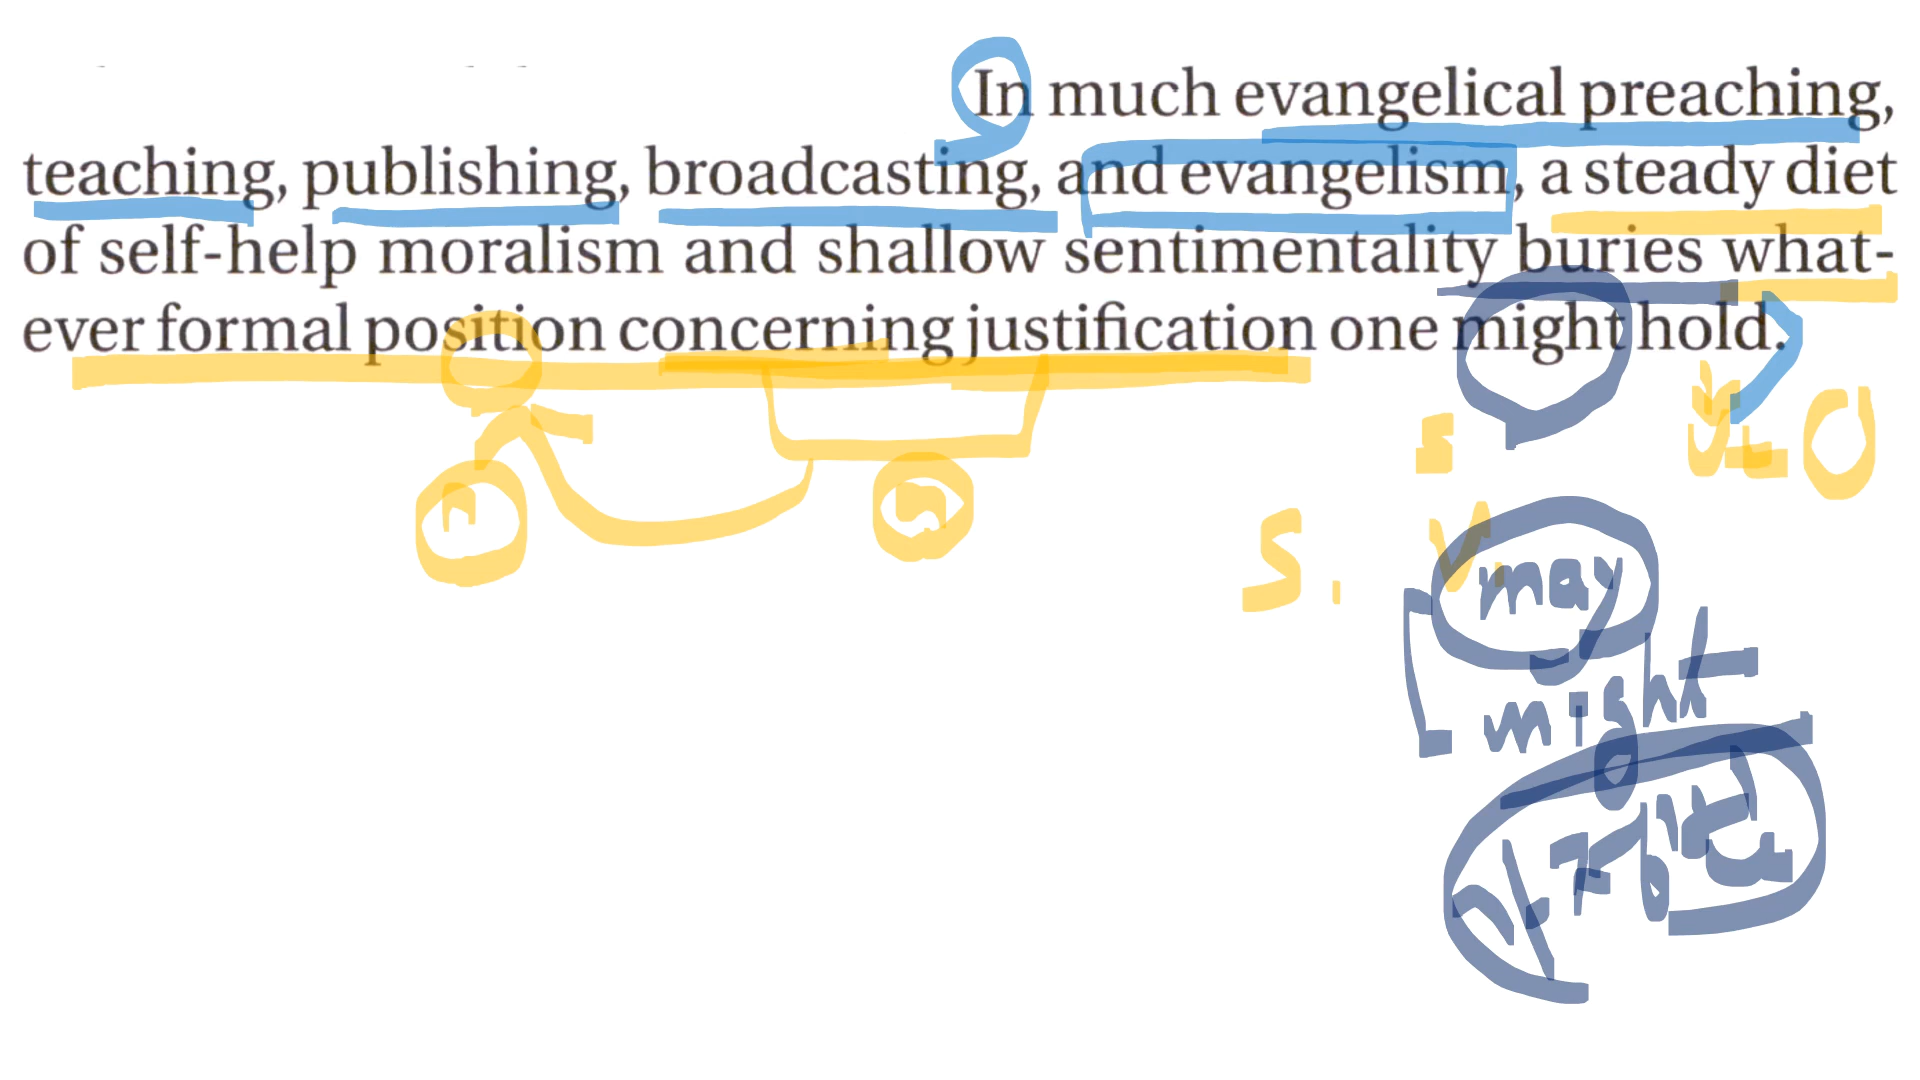 In much evangelical preaching,
teaching, publishing, broadcasting, and evangelism, a steady diet
of self-help moralism and shallow sentimentality buries what-
ever formal position concerning justification one might hold.
S
O
S. V.
may
might